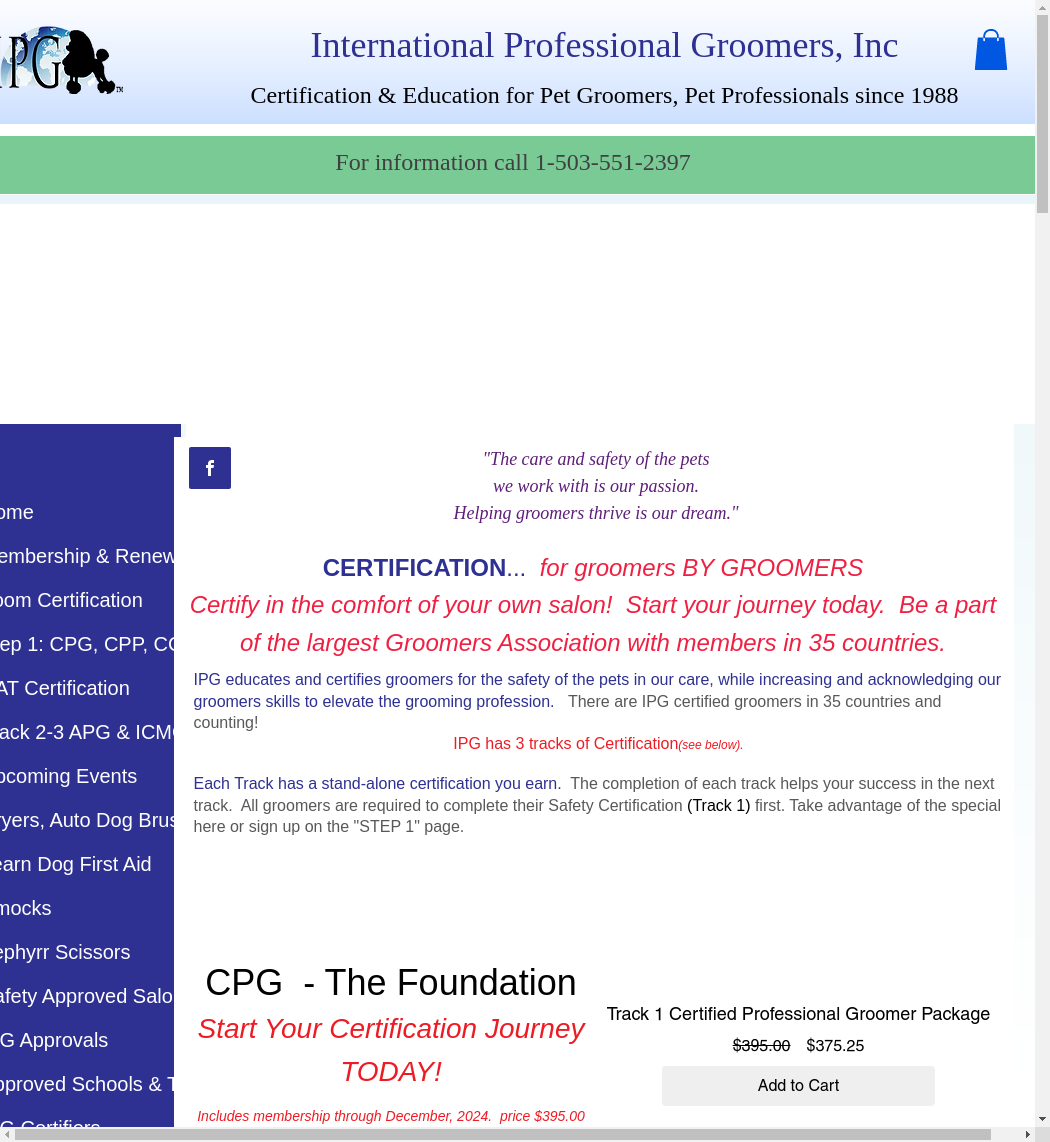 PG
TM
International Professional Groomers, Inc
Certification & Education for Pet Groomers, Pet Professionals since 1988
For information call 1-503-551-2397
ome
embership & Renew
oom Certification
ep 1: CPG, CPP, CC
AT Certification
ack 2-3 APG & ICMG
pcoming Events
ryers, Auto Dog Brus
earn Dog First Aid
mocks
ephyrr Scissors
afety Approved Salo
G Approvals
pproved Schools & T
G Certifiers
f
"The care and safety of the pets
we work with is our passion.
Helping groomers thrive is our dream."
CERTIFICATION...  for groomers BY GROOMERS
Certify in the comfort of your own salon!  Start your journey today.  Be a part
of the largest Groomers Association with members in 35 countries.
IPG educates and certifies groomers for the safety of the pets in our care, while increasing and acknowledging our
groomers skills to elevate the grooming profession.   There are IPG certified groomers in 35 countries and
counting!
IPG has 3 tracks of Certification(see below).
Each Track has a stand-alone certification you earn.  The completion of each track helps your success in the next
track.  All groomers are required to complete their Safety Certification (Track 1) first. Take advantage of the special
here or sign up on the "STEP 1" page.
CPG  - The Foundation
Start Your Certification Journey
TODAY!
Includes membership through December, 2024.  price $395.00
Track 1 Certified Professional Groomer Package
$395.00 $375.25
Add to Cart